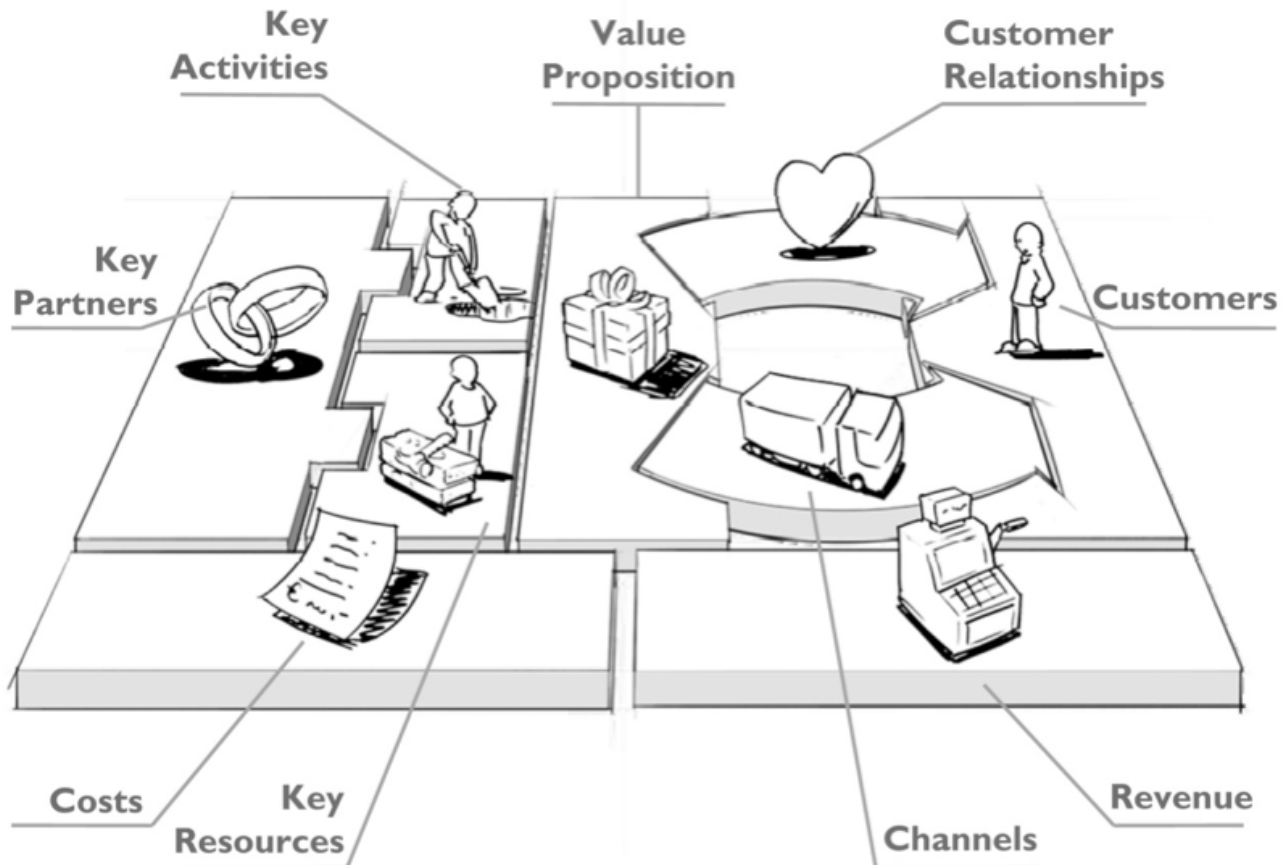 Key
Activities
Value
Proposition
Customer
Relationships
Key
Partners
Customers
Costs
Key
Resources
Channels
Revenue